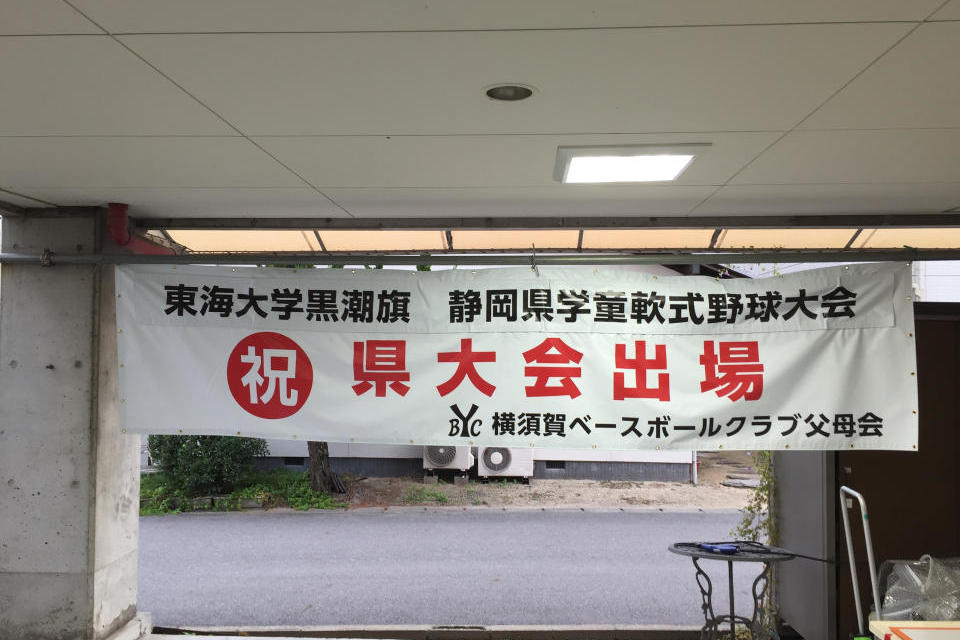 東海大学黒潮旗 静岡県学童軟式野球大会
祝 県大会出場
BYC 横須賀ベースボールクラブ父母会